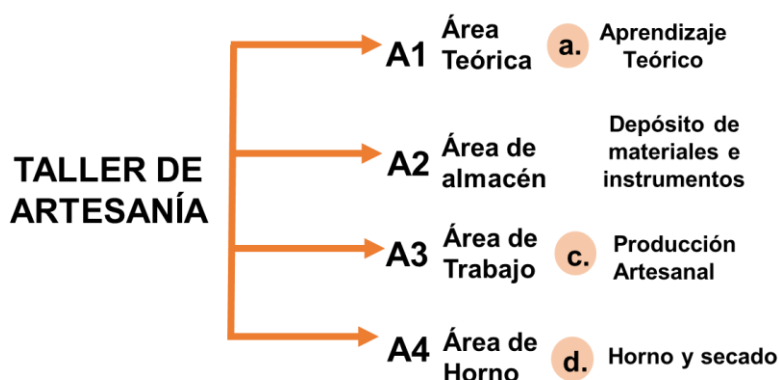 TALLER DE
ARTESANÍA
A1
Área
Teórica
a.
Aprendizaje
Teórico
A2
Área de
almacén
Depósito de
materiales e
instrumentos
A3
Área de
Trabajo
c.
Producción
Artesanal
A4
Área de
Horno
d.
Horno y secado